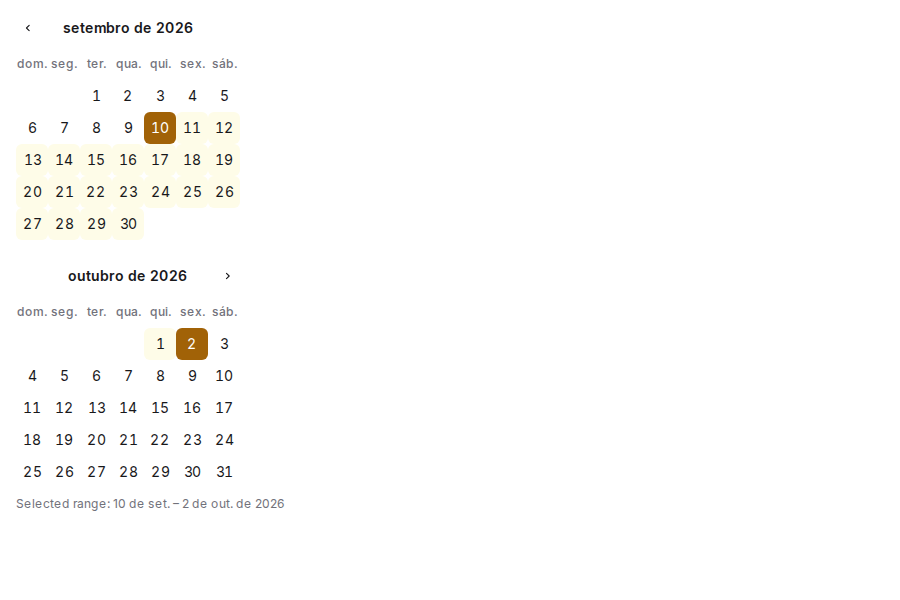 setembro de 2026
dom. seg. ter. qua. qui. sex. sáb.
1 2 3 4 5
6 7 8 9 10 11 12
13 14 15 16 17 18 19
20 21 22 23 24 25 26
27 28 29 30
outubro de 2026
dom. seg. ter. qua. qui. sex. sáb.
1 2 3
4 5 6 7 8 9 10
11 12 13 14 15 16 17
18 19 20 21 22 23 24
25 26 27 28 29 30 31
Selected range: 10 de set. – 2 de out. de 2026